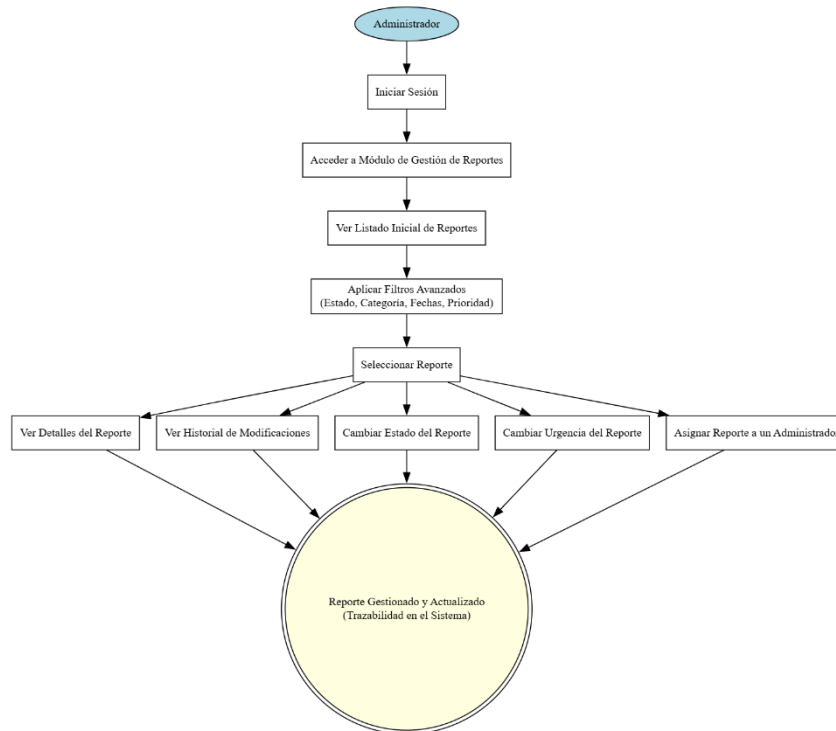 Administrador
Iniciar Sesión
Acceder a Módulo de Gestión de Reportes
Ver Listado Inicial de Reportes
Aplicar Filtros Avanzados
(Estado, Categoría, Fechas, Prioridad)
Seleccionar Reporte
Ver Detalles del Reporte
Ver Historial de Modificaciones
Cambiar Estado del Reporte
Cambiar Urgencia del Reporte
Asignar Reporte a un Administrador
Reporte Gestionado y Actualizado
(Trazabilidad en el Sistema)